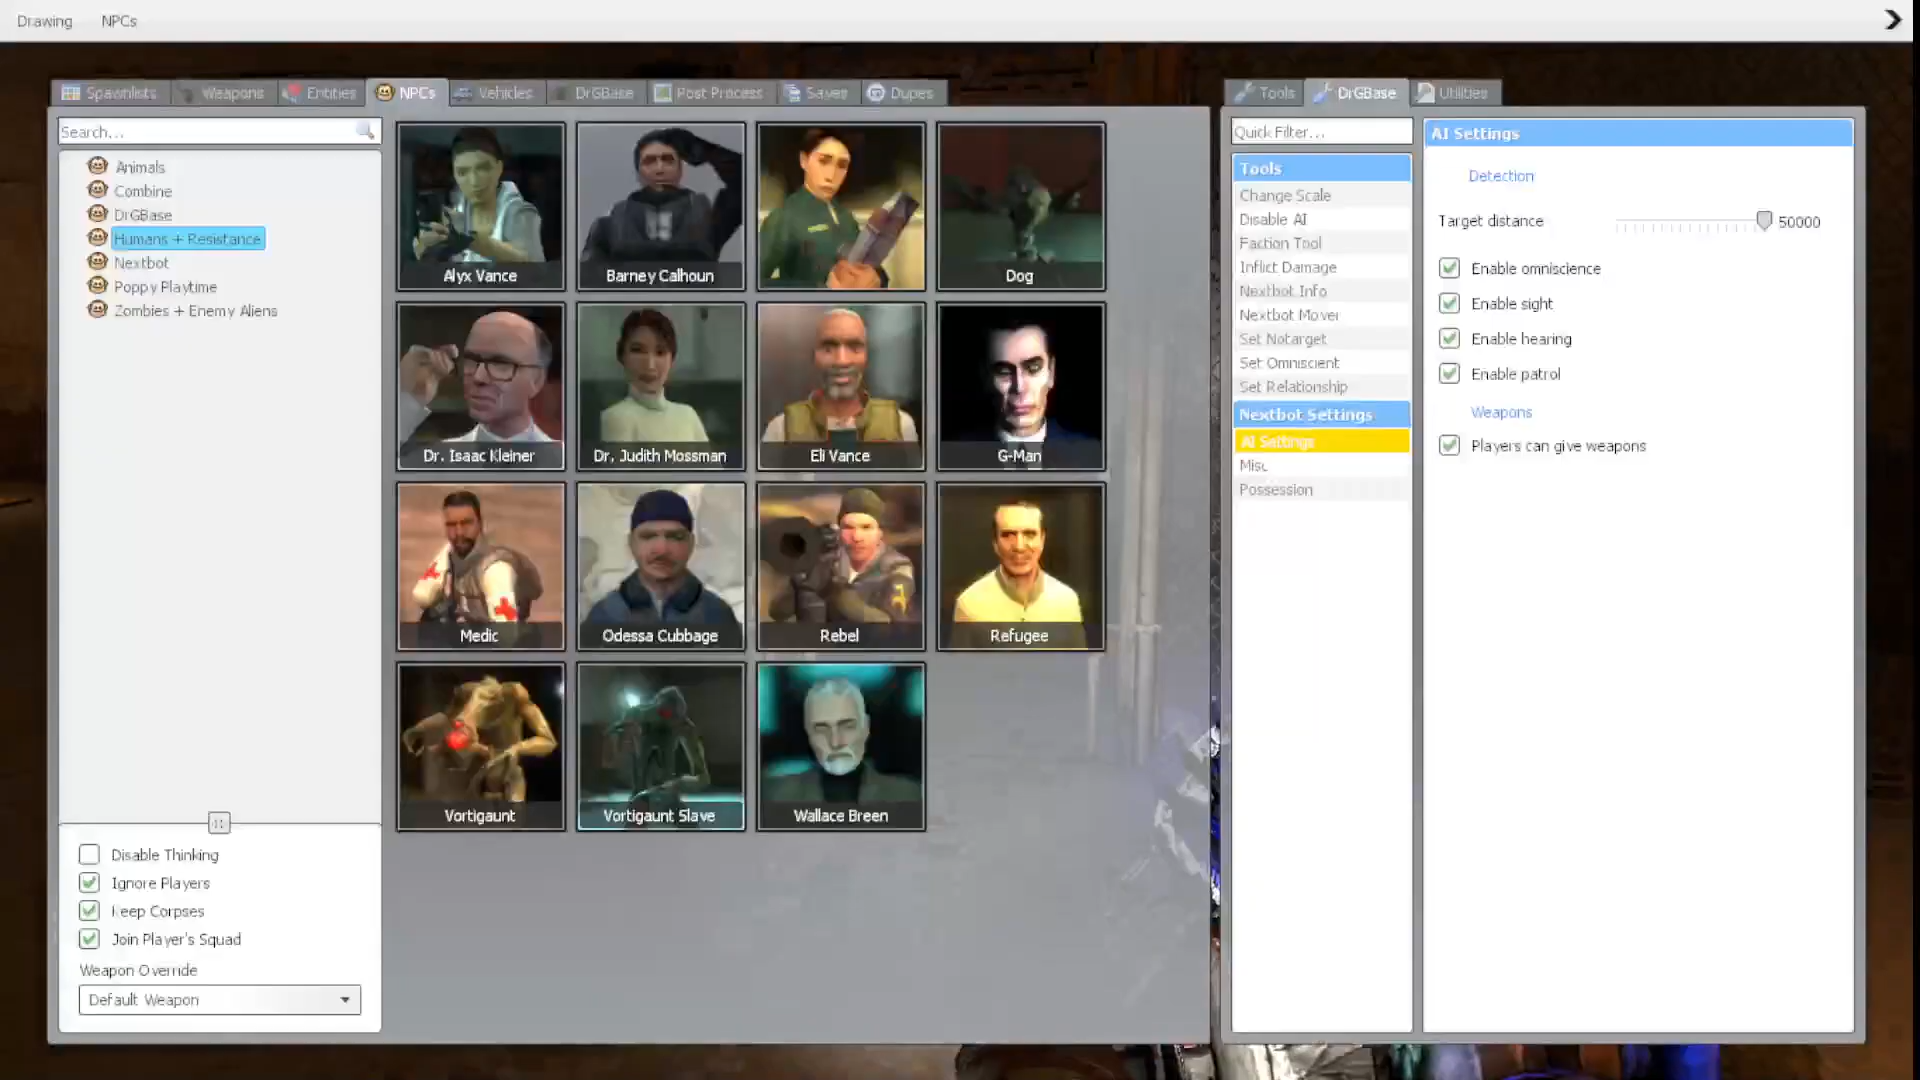 Drawing NPCs
Spawnlists Weapons Entities NPCs Vehicles DrGBase Post Process Saves Dupes
Search...
Animals
Combine
DrGBase
Humans + Resistance
Nextbot
Poppy Playtime
Zombies + Enemy Aliens
Disable Thinking
Ignore Players
Keep Corpses
Join Player's Squad
Weapon Override
Default Weapon
Alyx Vance
Barney Calhoun
Dog
Dr. Isaac Kleiner
Dr. Judith Mossman
Eli Vance
G-Man
Medic
Odessa Cubbage
Rebel
Refugee
Vortigaunt
Vortigaunt Slave
Wallace Breen
Tools DrGBase Utilities
Quick Filter...
Tools
Change Scale
Disable AI
Faction Tool
Inflict Damage
Nextbot Info
Nextbot Mover
Set Notarget
Set Omniscient
Set Relationship
Nextbot Settings
AI Settings
Misc
Possession
AI Settings
Detection
Target distance 50000
Enable omniscience
Enable sight
Enable hearing
Enable patrol
Weapons
Players can give weapons